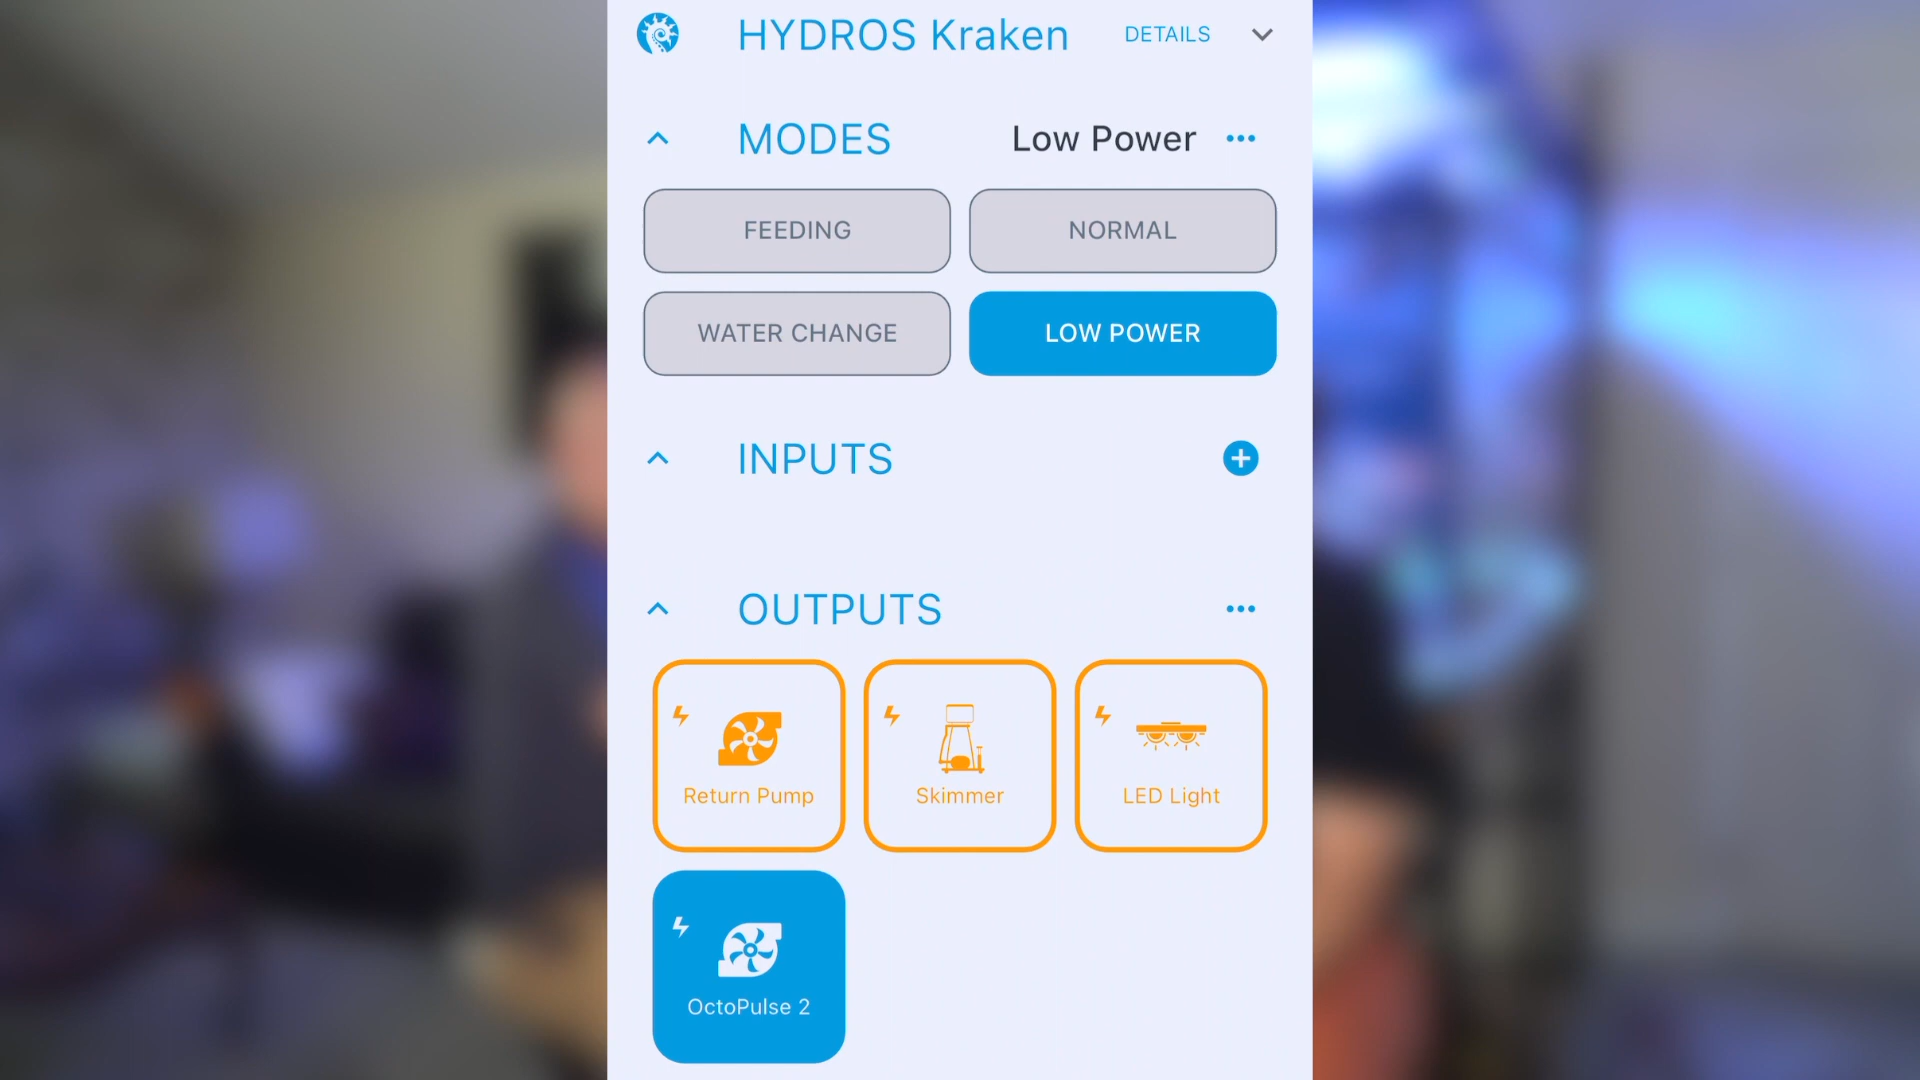 HYDROS Kraken DETAILS
MODES Low Power
FEEDING NORMAL
WATER CHANGE LOW POWER
INPUTS
OUTPUTS
Return Pump Skimmer LED Light
OctoPulse 2